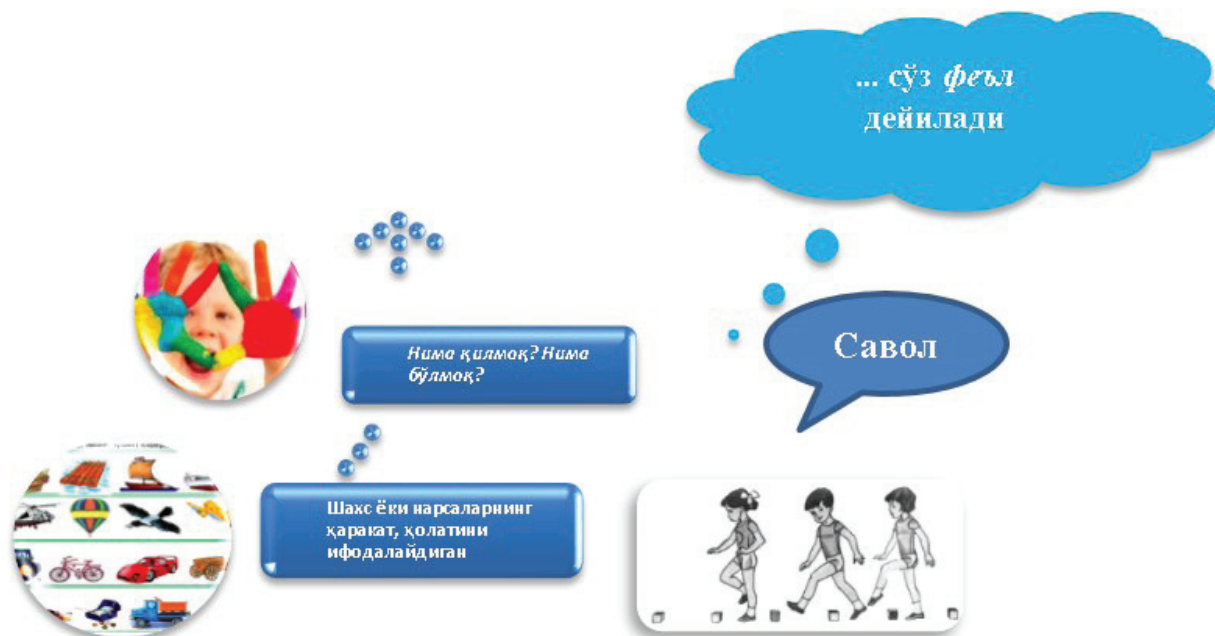 ... сўз феъл
дейилади
Савол
Нима қилмоқ? Нима
бўлмоқ?
Шахс ёки нарсаларнинг
ҳаракат, ҳолатини
ифодалайдиган